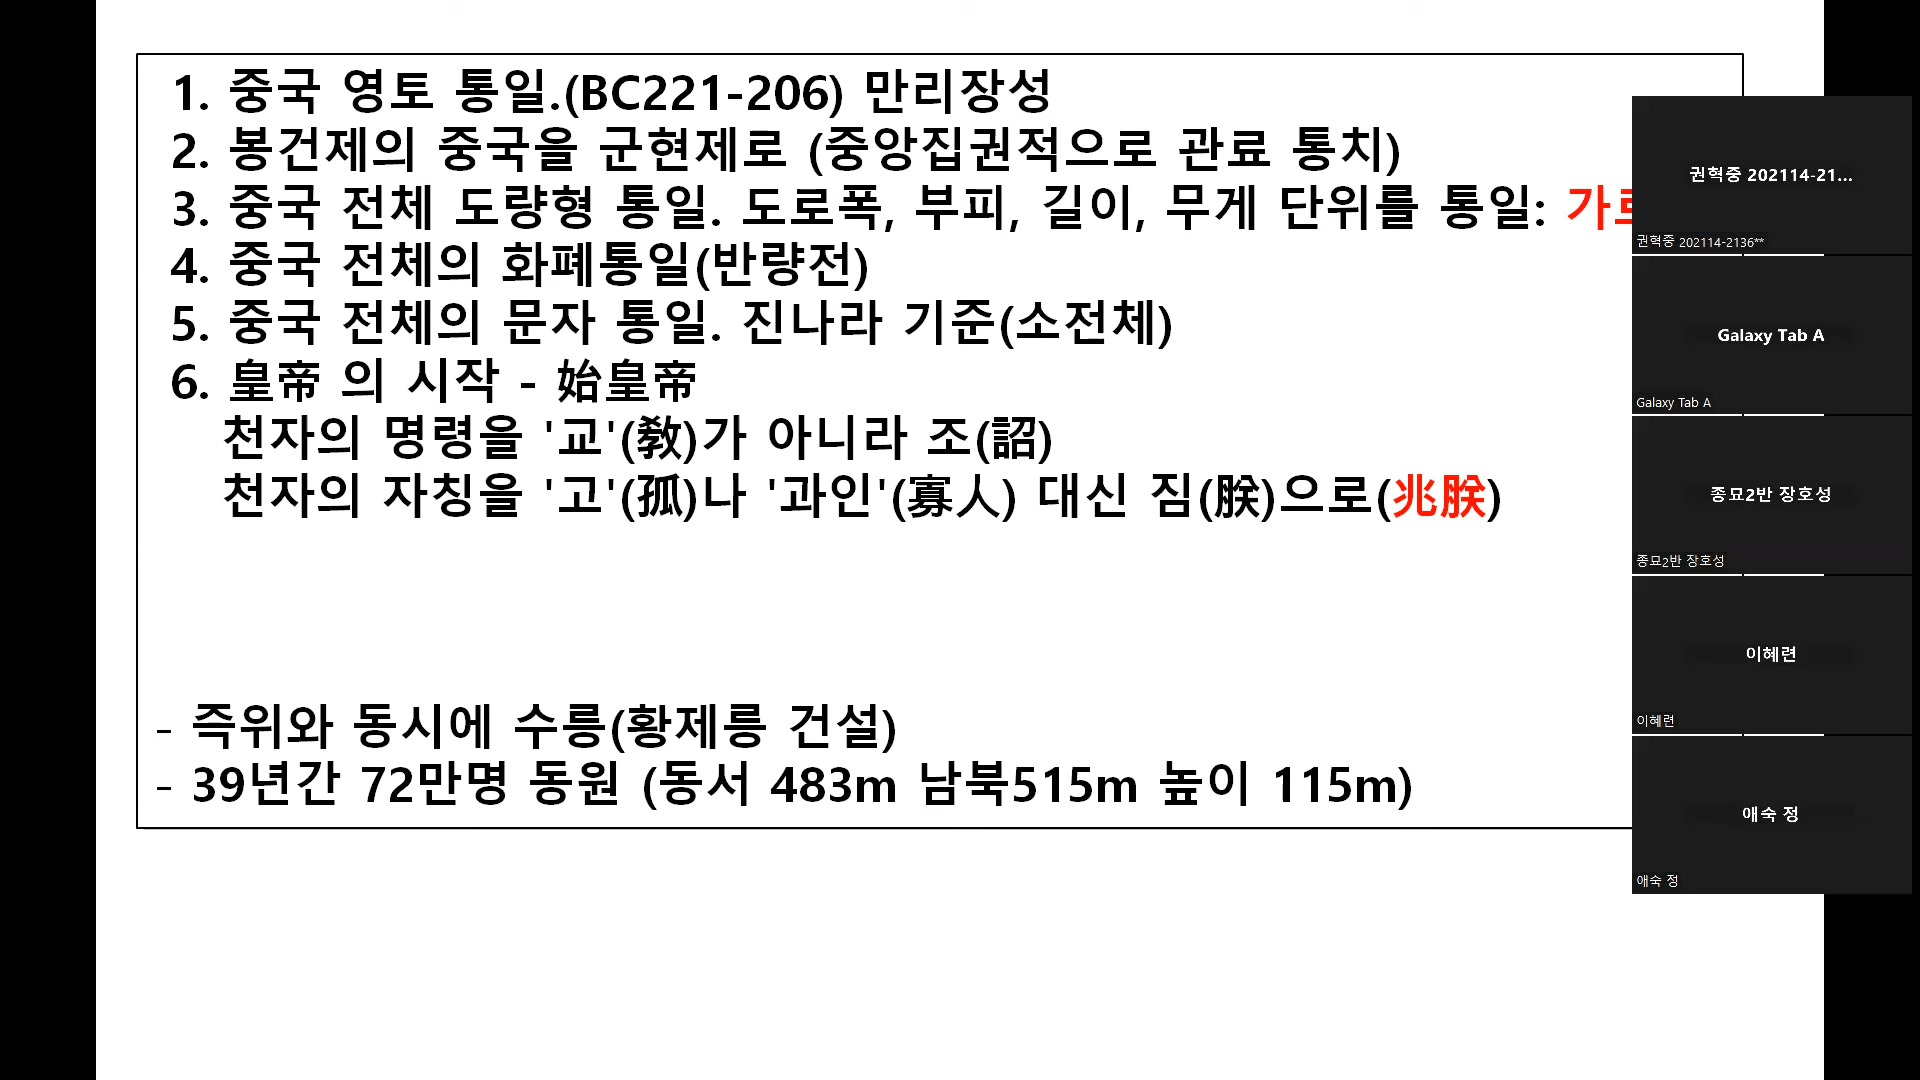 1. 중국 영토 통일.(BC221-206) 만리장성
2. 봉건제의 중국을 군현제로 (중앙집권적으로 관료 통치)
3. 중국 전체 도량형 통일. 도로폭, 부피, 길이, 무게 단위를 통일:
4. 중국 전체의 화폐통일(반량전)
5. 중국 전체의 문자 통일. 진나라 기준(소전체)
6. 皇帝 의 시작 - 始皇帝
천자의 명령을 '교'(敎)가 아니라 조(詔)
천자의 자칭을 '고'(孤)나 '과인'(寡人) 대신 짐(朕)으로(兆朕)
- 즉위와 동시에 수릉(황제릉 건설)
- 39년간 72만명 동원 (동서 483m 남북515m 높이 115m)
권혁중 202114-21...
권혁중 202114-2136**
Galaxy Tab A
Galaxy Tab A
종묘2반 장호성
종묘2반 장호성
이혜련
이혜련
애숙 정
애숙 정